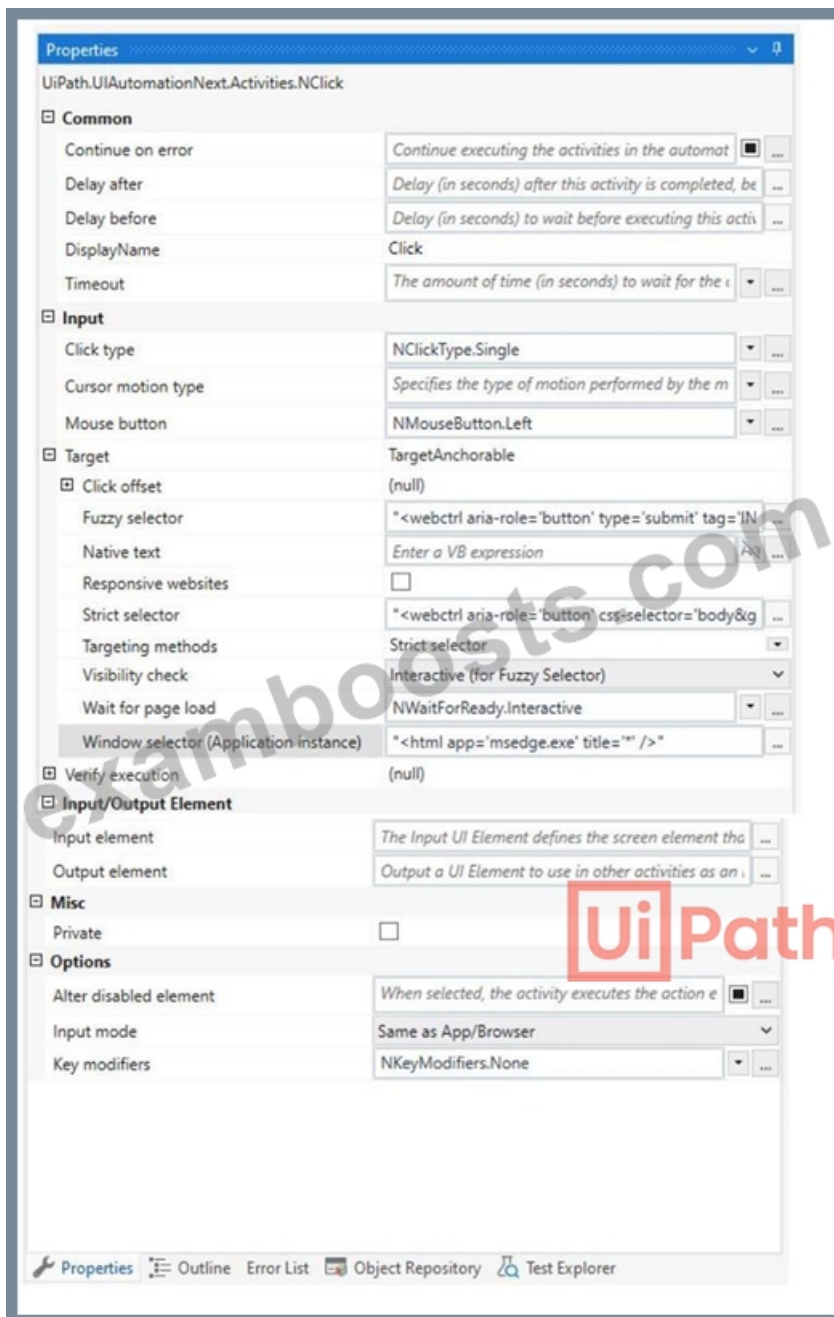 Properties
UiPath.UIAutomationNext.Activities.NClick
Common
Continue on error Continue executing the activities in the automat ...
Delay after Delay (in seconds) after this activity is completed, be ...
Delay before Delay (in seconds) to wait before executing this activ ...
DisplayName Click
Timeout The amount of time (in seconds) to wait for the ...
Input
Click type NClickType.Single ...
Cursor motion type Specifies the type of motion performed by the m ...
Mouse button NMouseButton.Left ...
Target TargetAnchorable
Click offset (null)
Fuzzy selector "<webctrl aria-role='button' type='submit' tag='IN ...
Native text Enter a VB expression ...
Responsive websites
Strict selector "<webctrl aria-role='button' css-selector='body&g ...
Targeting methods Strict selector
Visibility check Interactive (for Fuzzy Selector)
Wait for page load NWaitForReady.Interactive ...
Window selector (Application instance) "<html app='msedge.exe' title='*' />" ...
Verify execution (null)
Input/Output Element
Input element The Input UI Element defines the screen element tha ...
Output element Output a UI Element to use in other activities as an ...
Misc
Private
Options
Alter disabled element When selected, the activity executes the action e ...
Input mode Same as App/Browser
Key modifiers NKeyModifiers.None ...
Properties Outline Error List Object Repository Test Explorer
examboosts.com
UiPath